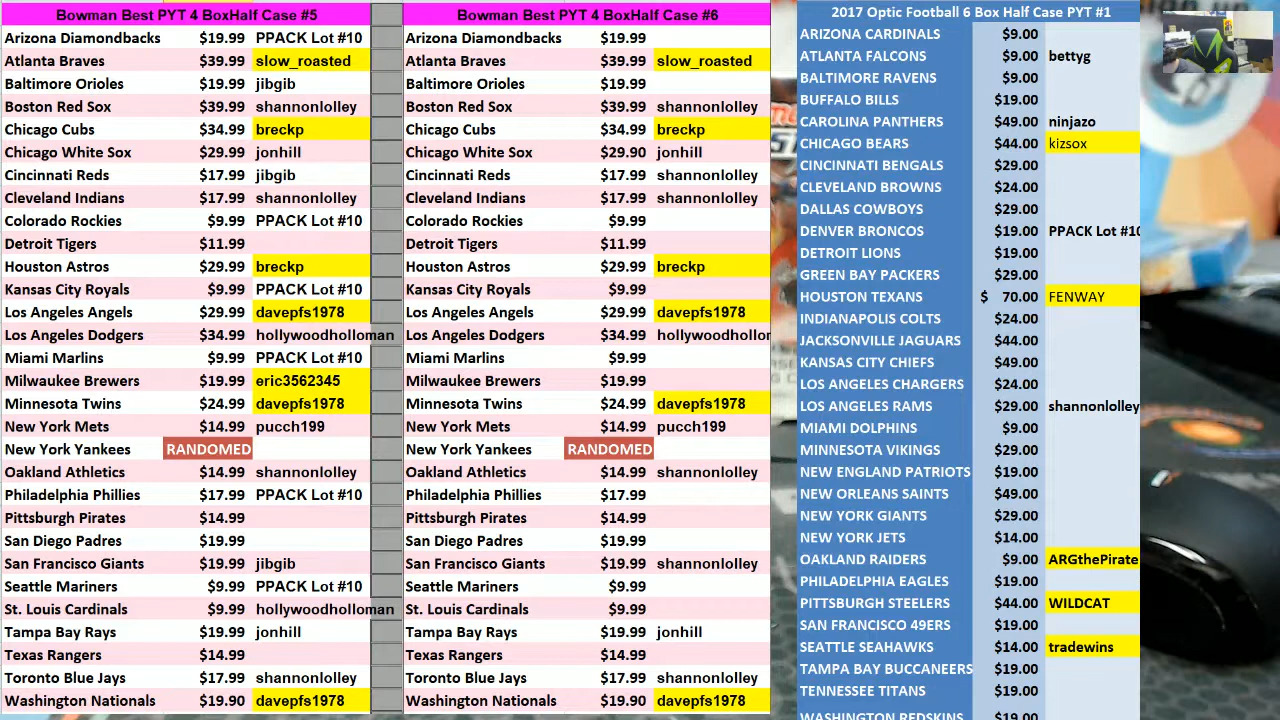 Bowman Best PYT 4 BoxHalf Case #5
Arizona Diamondbacks $19.99 PPACK Lot #10
Atlanta Braves $39.99 slow_roasted
Baltimore Orioles $19.99 jibgib
Boston Red Sox $39.99 shannonlolley
Chicago Cubs $34.99 breckp
Chicago White Sox $29.99 jonhill
Cincinnati Reds $17.99 jibgib
Cleveland Indians $17.99 shannonlolley
Colorado Rockies $9.99 PPACK Lot #10
Detroit Tigers $11.99
Houston Astros $29.99 breckp
Kansas City Royals $9.99 PPACK Lot #10
Los Angeles Angels $29.99 davepfs1978
Los Angeles Dodgers $34.99 hollywoodholloman
Miami Marlins $9.99 PPACK Lot #10
Milwaukee Brewers $19.99 eric3562345
Minnesota Twins $24.99 davepfs1978
New York Mets $14.99 pucch199
New York Yankees RANDOMED
Oakland Athletics $14.99 shannonlolley
Philadelphia Phillies $17.99 PPACK Lot #10
Pittsburgh Pirates $14.99
San Diego Padres $19.99
San Francisco Giants $19.99 jibgib
Seattle Mariners $9.99 PPACK Lot #10
St. Louis Cardinals $9.99 hollywoodholloman
Tampa Bay Rays $19.99 jonhill
Texas Rangers $14.99
Toronto Blue Jays $17.99 shannonlolley
Washington Nationals $19.90 davepfs1978
Bowman Best PYT 4 BoxHalf Case #6
Arizona Diamondbacks $19.99
Atlanta Braves $39.99 slow_roasted
Baltimore Orioles $19.99
Boston Red Sox $39.99 shannonlolley
Chicago Cubs $34.99 breckp
Chicago White Sox $29.90 jonhill
Cincinnati Reds $17.99 shannonlolley
Cleveland Indians $17.99 shannonlolley
Colorado Rockies $9.99
Detroit Tigers $11.99
Houston Astros $29.99 breckp
Kansas City Royals $9.99
Los Angeles Angels $29.99 davepfs1978
Los Angeles Dodgers $34.99 hollywoodhollor
Miami Marlins $9.99
Milwaukee Brewers $19.99
Minnesota Twins $24.99 davepfs1978
New York Mets $14.99 pucch199
New York Yankees RANDOMED
Oakland Athletics $14.99 shannonlolley
Philadelphia Phillies $17.99
Pittsburgh Pirates $14.99
San Diego Padres $19.99
San Francisco Giants $19.99 shannonlolley
Seattle Mariners $9.99
St. Louis Cardinals $9.99
Tampa Bay Rays $19.99 jonhill
Texas Rangers $14.99
Toronto Blue Jays $17.99 shannonlolley
Washington Nationals $19.90 davepfs1978
2017 Optic Football 6 Box Half Case PYT #1
ARIZONA CARDINALS $9.00
ATLANTA FALCONS $9.00 bettyg
BALTIMORE RAVENS $9.00
BUFFALO BILLS $19.00
CAROLINA PANTHERS $49.00 ninjazo
CHICAGO BEARS $44.00 kizsox
CINCINNATI BENGALS $29.00
CLEVELAND BROWNS $24.00
DALLAS COWBOYS $29.00
DENVER BRONCOS $19.00 PPACK Lot #10
DETROIT LIONS $19.00
GREEN BAY PACKERS $29.00
HOUSTON TEXANS $ 70.00 FENWAY
INDIANAPOLIS COLTS $24.00
JACKSONVILLE JAGUARS $44.00
KANSAS CITY CHIEFS $49.00
LOS ANGELES CHARGERS $24.00
LOS ANGELES RAMS $29.00 shannonlolley
MIAMI DOLPHINS $9.00
MINNESOTA VIKINGS $29.00
NEW ENGLAND PATRIOTS $19.00
NEW ORLEANS SAINTS $49.00
NEW YORK GIANTS $29.00
NEW YORK JETS $14.00
OAKLAND RAIDERS $9.00 ARGthePirate
PHILADELPHIA EAGLES $19.00
PITTSBURGH STEELERS $44.00 WILDCAT
SAN FRANCISCO 49ERS $19.00
SEATTLE SEAHAWKS $14.00 tradewins
TAMPA BAY BUCCANEERS $19.00
TENNESSEE TITANS $19.00
WASHINGTON REDSKINS $19.00